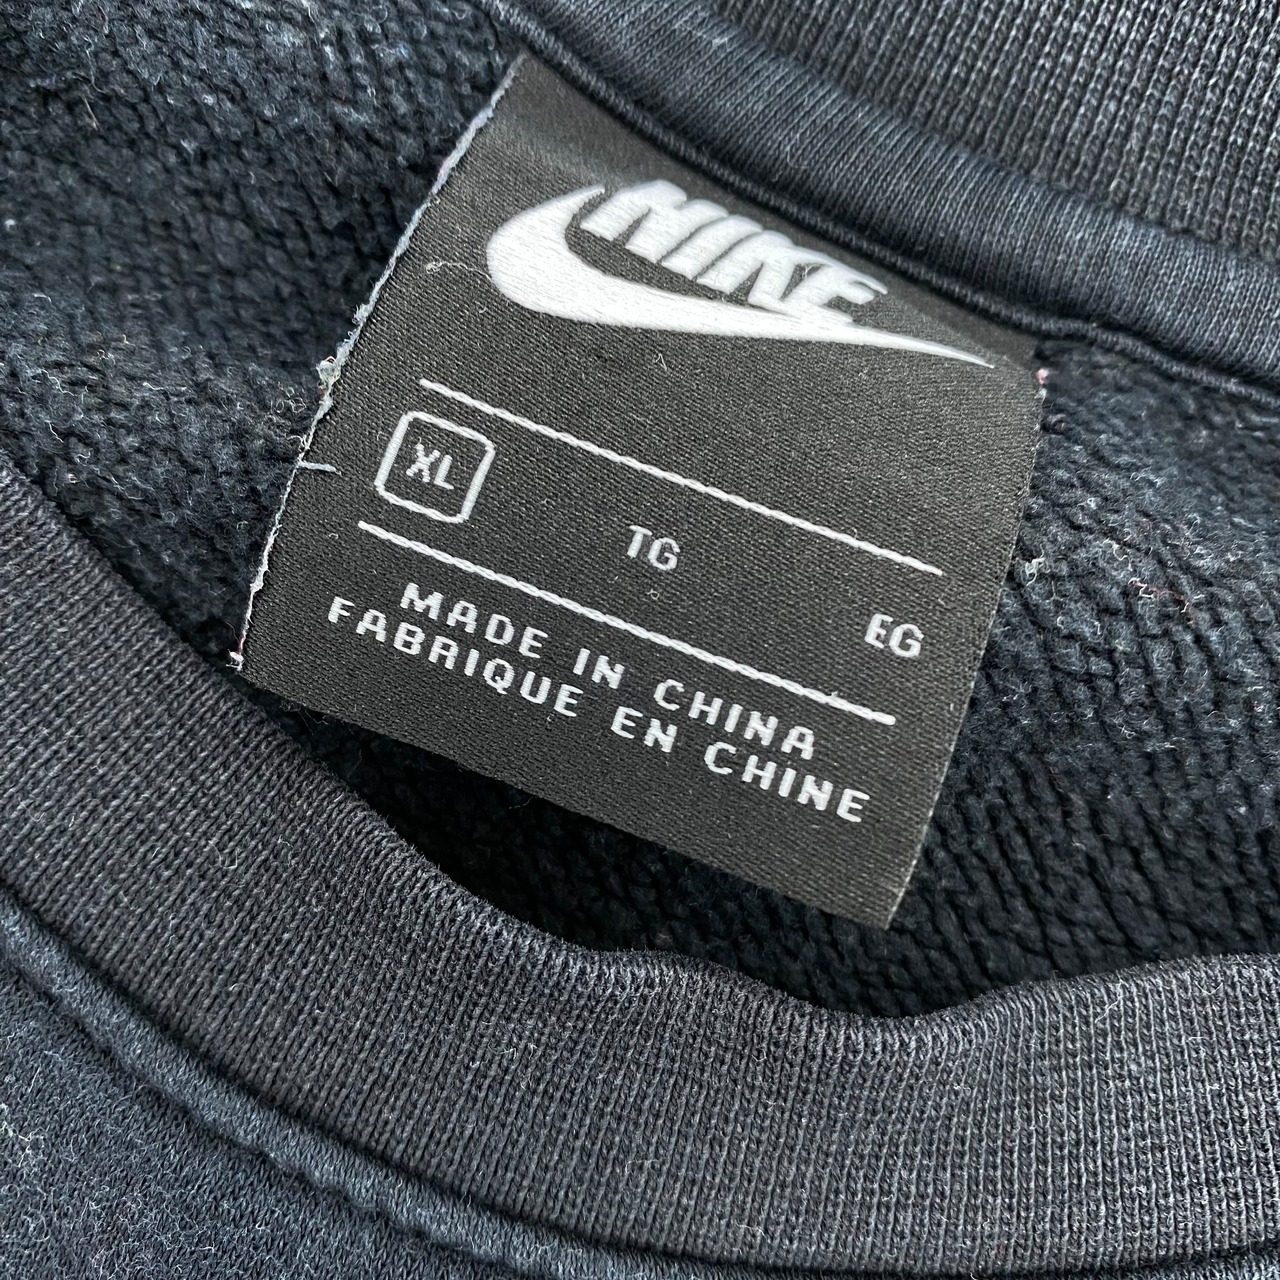 NIKE
XL TG EG
MADE IN CHINA
FABRIQUE EN CHINE